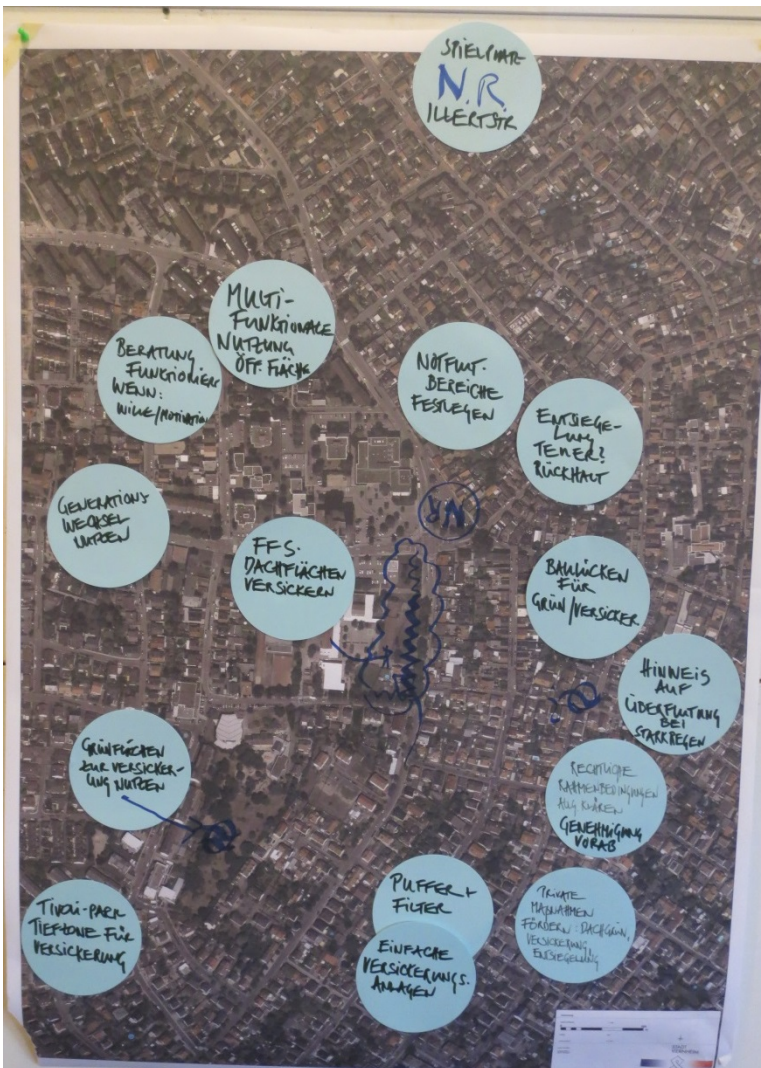 SPIELPHAR
N.R.
ILLERTSTR
MULTI-
FUNKTIONALE
NUTZUNG
ÖFF. FLÄCHE
BERATUNG
FUNKTIONIERT
WENN:
WILLE/MOTIVATION
NOTFLUT-
BEREICHE
FESTLEGEN
ENTSIEGE-
LUNG
TEUER?
RÜCKHALT
GENERATIONS-
WECHSEL
NUTZEN
FFS-
DACHFLÄCHEN
VERSICKERN
NR
BAULÜCKEN
FÜR
GRÜN/VERSICKER
HINWEIS
AUF
ÜBERFLUTUNG
BEI
STARKREGEN
GRÜNFLÄCHEN
ZUR VERSICKER-
UNG NUTZEN
RECHTLICHE
RAHMENBEDINGUNGEN
KLÄREN
GENEHMIGUNG
VORAB
TIVOLI-PARK
TIEFZONE FÜR
VERSICKERUNG
PUFFER +
FILTER
EINFACHE
VERSICKERUNGS-
ANLAGEN
PRIVATE
MAßNAHMEN
FÖRDERN: DACHGRÜN,
VERSICKERUNG,
ENTSIEGELUNG